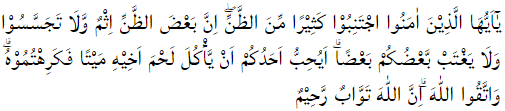 يٰٓاَيُّهَا الَّذِيْنَ اٰمَنُوا اجْتَنِبُوْا كَثِيْرًا مِّنَ الظَّنِّۖ اِنَّ بَعْضَ الظَّنِّ اِثْمٌ وَّلَا تَجَسَّسُوْا
وَلَا يَغْتَبْ بَّعْضُكُمْ بَعْضًاۗ اَيُحِبُّ اَحَدُكُمْ اَنْ يَّأْكُلَ لَحْمَ اَخِيْهِ مَيْتًا فَكَرِهْتُمُوْهُۗ
وَاتَّقُوا اللّٰهَ ۗاِنَّ اللّٰهَ تَوَّابٌ رَّحِيْمٌ